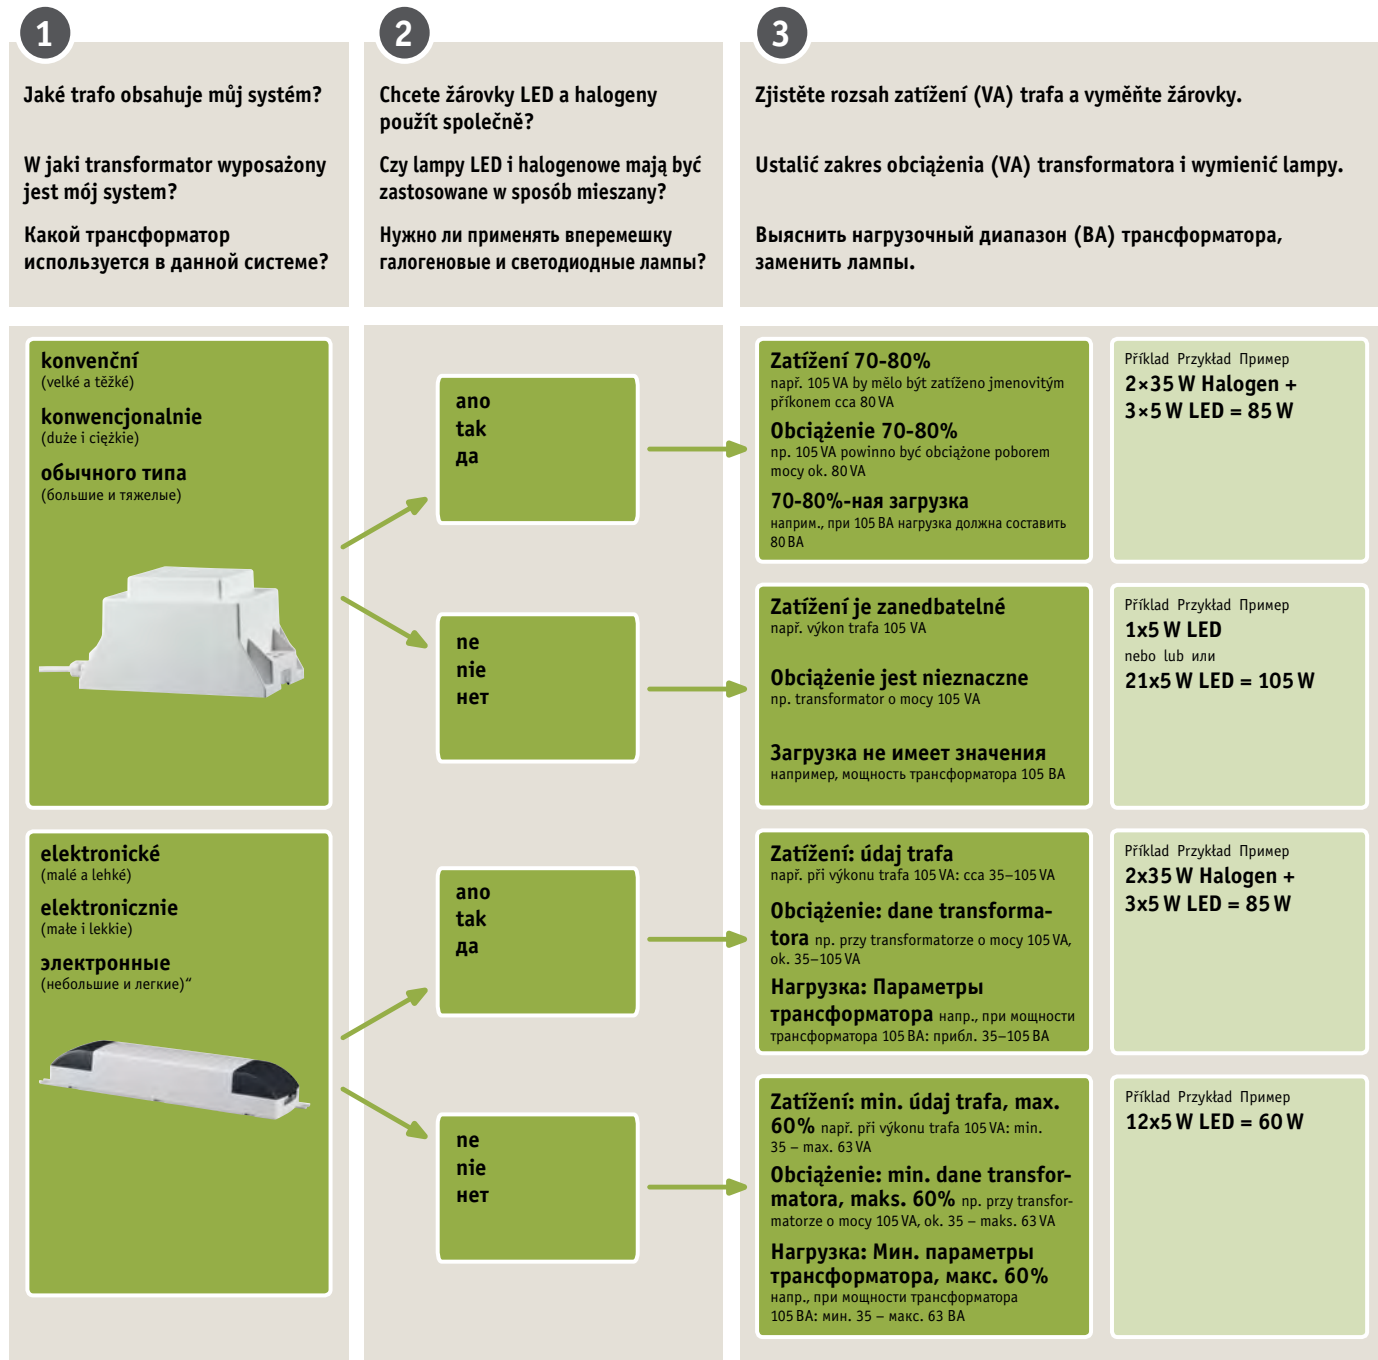 1
Jaké trafo obsahuje můj systém?
W jaki transformator wyposażony
jest mój system?
Какой трансформатор
используется в данной системе?
2
Chcete žárovky LED a halogeny
použít společně?
Czy lampy LED i halogenowe mają być
zastosowane w sposób mieszany?
Нужно ли применять вперемешку
галогеновые и светодиодные лампы?
3
Zjistěte rozsah zatížení (VA) trafa a vyměňte žárovky.
Ustalić zakres obciążenia (VA) transformatora i wymienić lampy.
Выяснить нагрузочный диапазон (ВА) трансформатора,
заменить лампы.
konvenční
(velké a těžké)
konwencjonalnie
(duże i ciężkie)
обычного типа
(большие и тяжелые)
ano
tak
да
Zatížení 70-80%
např. 105 VA by mělo být zatíženo jmenovitým
příkonem cca 80 VA
Obciążenie 70-80%
np. 105 VA powinno być obciążone poborem
mocy ok. 80 VA
70-80%-ная загрузка
наприм., при 105 ВА нагрузка должна составить
80 ВА
Příklad Przykład Пример
2×35 W Halogen +
3×5 W LED = 85 W
ne
nie
нет
Zatížení je zanedbatelné
např. výkon trafa 105 VA
Obciążenie jest nieznaczne
np. transformator o mocy 105 VA
Загрузка не имеет значения
например, мощность трансформатора 105 ВА
Příklad Przykład Пример
1x5 W LED
nebo lub или
21x5 W LED = 105 W
elektronické
(malé a lehké)
elektronicznie
(małe i lekkie)
электронные
(небольшие и легкие)“
ano
tak
да
Zatížení: údaj trafa
např. při výkonu trafa 105 VA: cca 35–105 VA
Obciążenie: dane transforma-
tora np. przy transformatorze o mocy 105 VA,
ok. 35–105 VA
Нагрузка: Параметры
трансформатора напр., при мощности
трансформатора 105 ВА: прибл. 35–105 ВА
Příklad Przykład Пример
2x35 W Halogen +
3x5 W LED = 85 W
ne
nie
нет
Zatížení: min. údaj trafa, max.
60% např. při výkonu trafa 105 VA: min.
35 – max. 63 VA
Obciążenie: min. dane transfor-
matora, maks. 60% np. przy transfor-
matorze o mocy 105 VA, ok. 35 – maks. 63 VA
Нагрузка: Мин. параметры
трансформатора, макс. 60%
напр., при мощности трансформатора
105 ВА: мин. 35 – макс. 63 ВА
Příklad Przykład Пример
12x5 W LED = 60 W